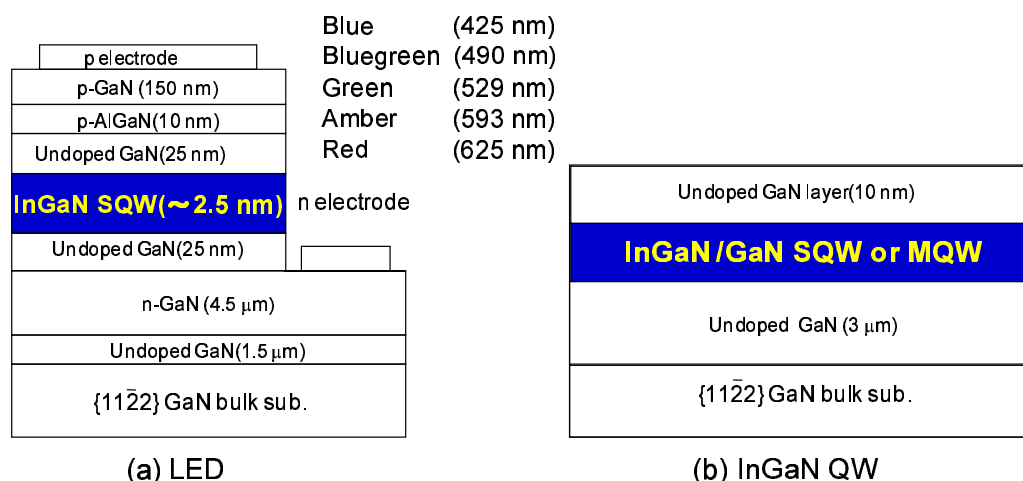 Blue (425 nm)
Bluegreen (490 nm)
Green (529 nm)
Amber (593 nm)
Red (625 nm)
p electrode
p-GaN (150 nm)
p-AlGaN(10 nm)
Undoped GaN(25 nm)
InGaN SQW(~2.5 nm)
n electrode
Undoped GaN(25 nm)
n-GaN (4.5 μm)
Undoped GaN(1.5 μm)
{112̅2} GaN bulk sub.
(a) LED
Undoped GaN layer(10 nm)
InGaN/GaN SQW or MQW
Undoped GaN (3 μm)
{112̅2} GaN bulk sub.
(b) InGaN QW